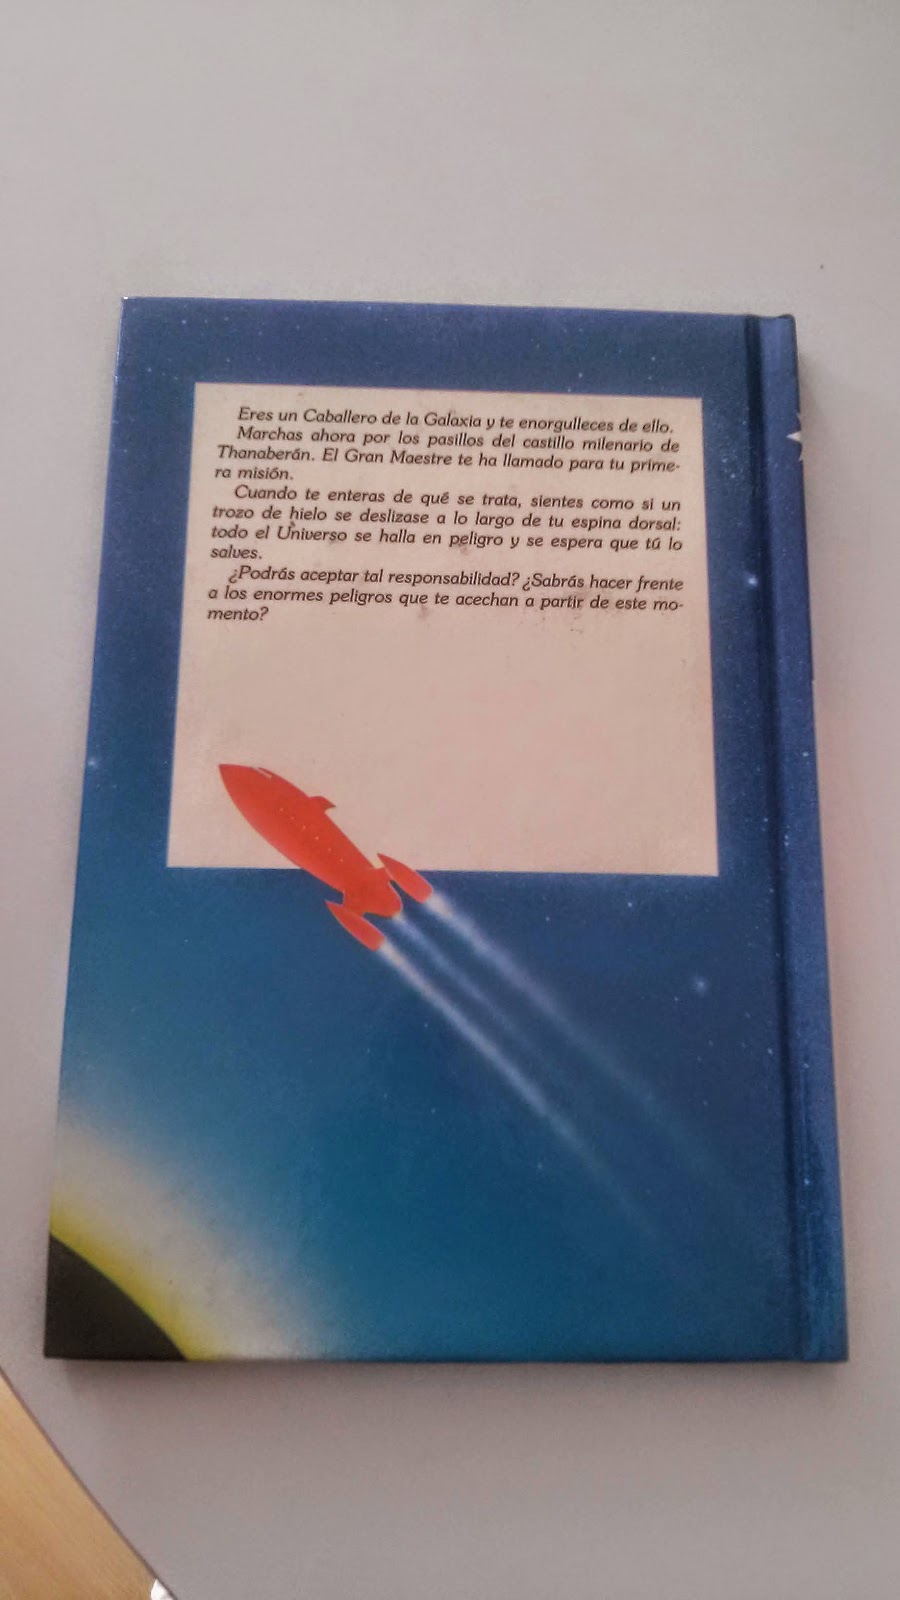 Eres un Caballero de la Galaxia y te enorgulleces de ello.
Marchas ahora por los pasillos del castillo milenario de
Thanaberán. El Gran Maestre te ha llamado para tu prime-
ra misión.
Cuando te enteras de qué se trata, sientes como si un
trozo de hielo se deslizase a lo largo de tu espina dorsal:
todo el Universo se halla en peligro y se espera que tú lo
salves.
¿Podrás aceptar tal responsabilidad? ¿Sabrás hacer frente
a los enormes peligros que te acechan a partir de este mo-
mento?